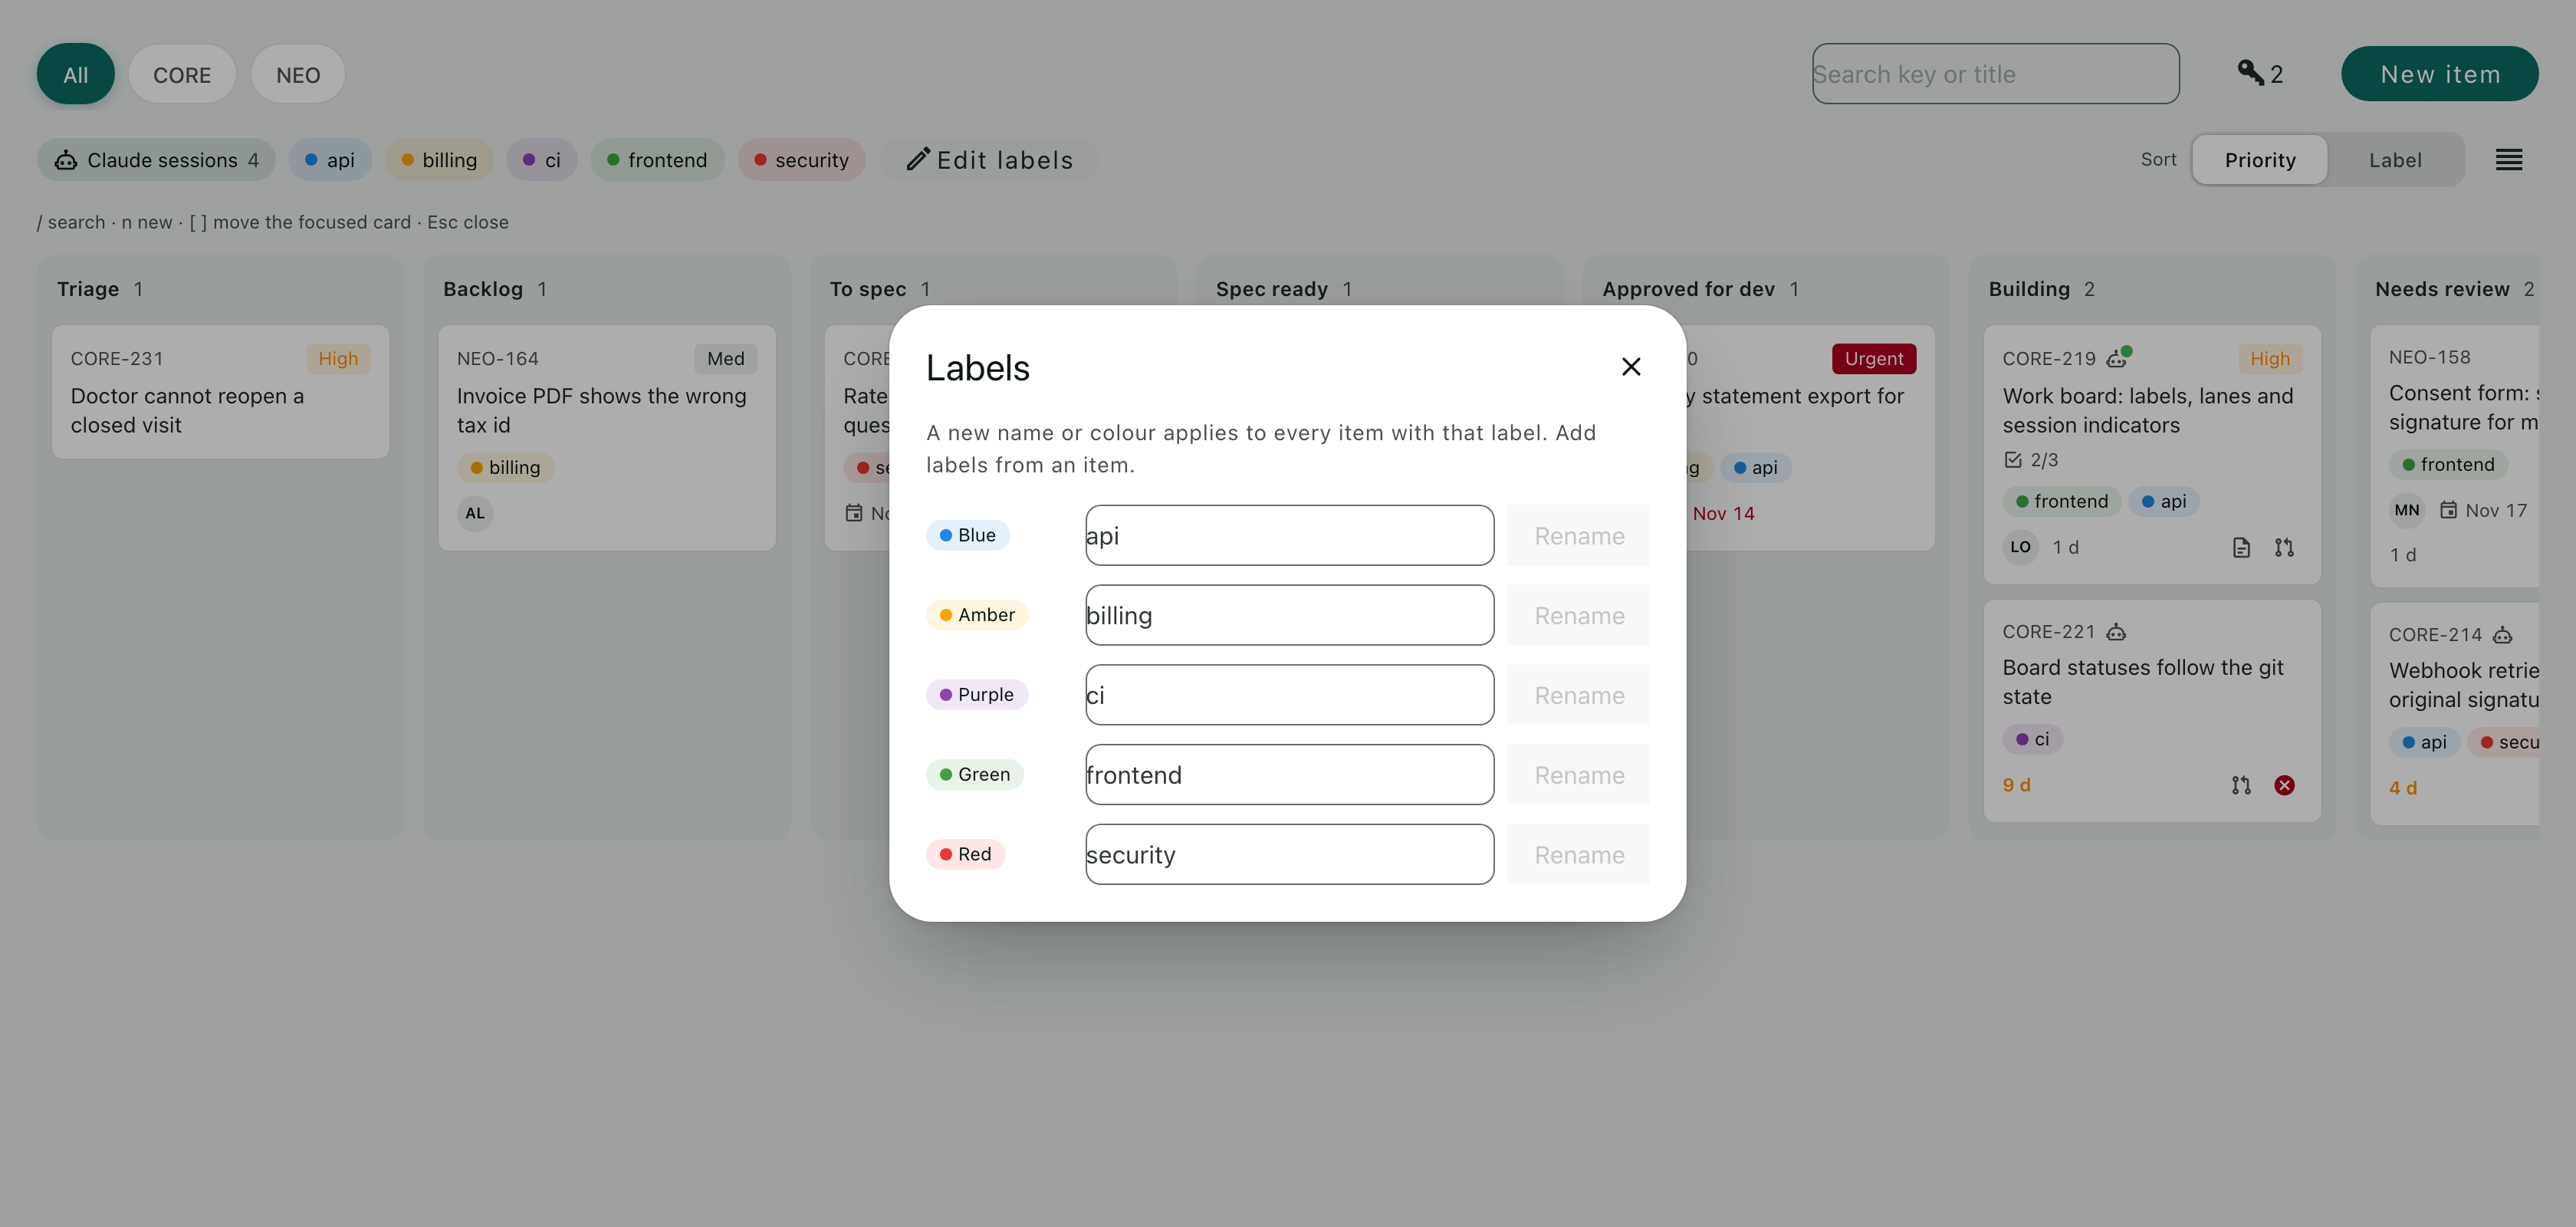 All CORE NEO Search key or title 2 New item
Claude sessions 4 api billing ci frontend security Edit labels Sort Priority Label
/ search · n new · [ ] move the focused card · Esc close
Triage 1
CORE-231 High
Doctor cannot reopen a
closed visit
Backlog 1
NEO-164 Med
Invoice PDF shows the wrong
tax id
billing
AL
To spec 1
Rate
Spec ready 1
Approved for dev 1
Urgent
statement export for
api
Nov 14
Building 2
CORE-219 High
Work board: labels, lanes and
session indicators
2/3
frontend api
LO 1 d
CORE-221
Board statuses follow the git
state
ci
9 d
Needs review 2
NEO-158
Consent form:
signature for
frontend
MN Nov 17
1 d
CORE-214
Webhook
original
api
4 d
Labels
A new name or colour applies to every item with that label. Add
labels from an item.
Blue api Rename
Amber billing Rename
Purple ci Rename
Green frontend Rename
Red security Rename